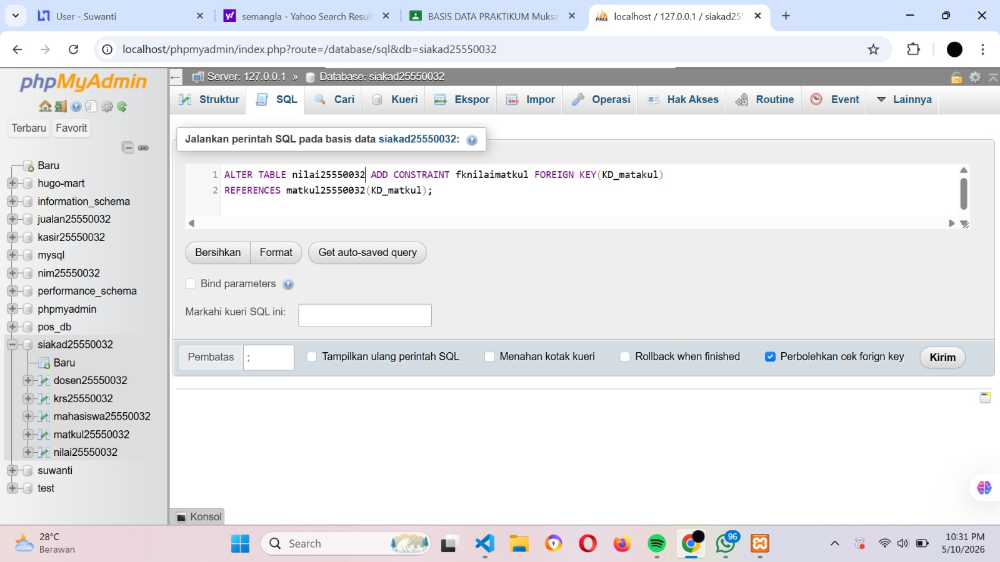 User - Suwanti
semangla - Yahoo Search Result
BASIS DATA PRAKTIKUM Muksa
localhost / 127.0.0.1 / siakad255
localhost/phpmyadmin/index.php?route=/database/sql&db=siakad25550032
phpMyAdmin
Terbaru Favorit
Baru
hugo-mart
information_schema
jualan25550032
kasir25550032
mysql
nim25550032
performance_schema
phpmyadmin
pos_db
siakad25550032
Baru
dosen25550032
krs25550032
mahasiswa25550032
matkul25550032
nilai25550032
suwanti
test
Server: 127.0.0.1 » Database: siakad25550032
Struktur SQL Cari Kueri Ekspor Impor Operasi Hak Akses Routine Event Lainnya
Jalankan perintah SQL pada basis data siakad25550032:
1 ALTER TABLE nilai25550032 ADD CONSTRAINT fknilaimatkul FOREIGN KEY(KD_matakul)
2 REFERENCES matkul25550032(KD_matkul);
Bersihkan Format Get auto-saved query
Bind parameters
Markahi kueri SQL ini:
Pembatas ; Tampilkan ulang perintah SQL Menahan kotak kueri Rollback when finished Perbolehkan cek forign key Kirim
Konsol
28°C
Berawan
Search
96
10:31 PM
5/10/2026